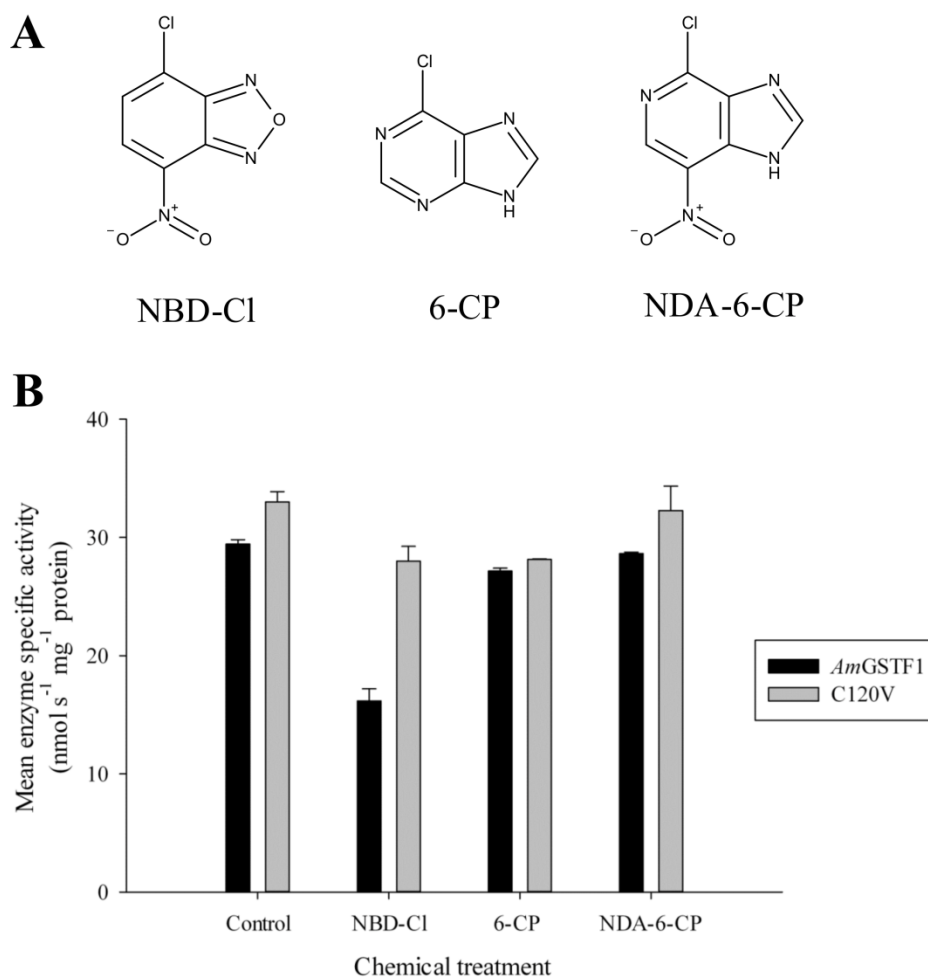 A
Cl
N
O
N
N⁺
⁻O
O
NBD-Cl
Cl
N
N
N
N
H
6-CP
Cl
N
N
N
H
N⁺
⁻O
O
NDA-6-CP
B
Mean enzyme specific activity
(nmol s⁻¹ mg⁻¹ protein)
40
30
20
10
0
Control
NBD-Cl
6-CP
NDA-6-CP
Chemical treatment
AmGSTF1
C120V